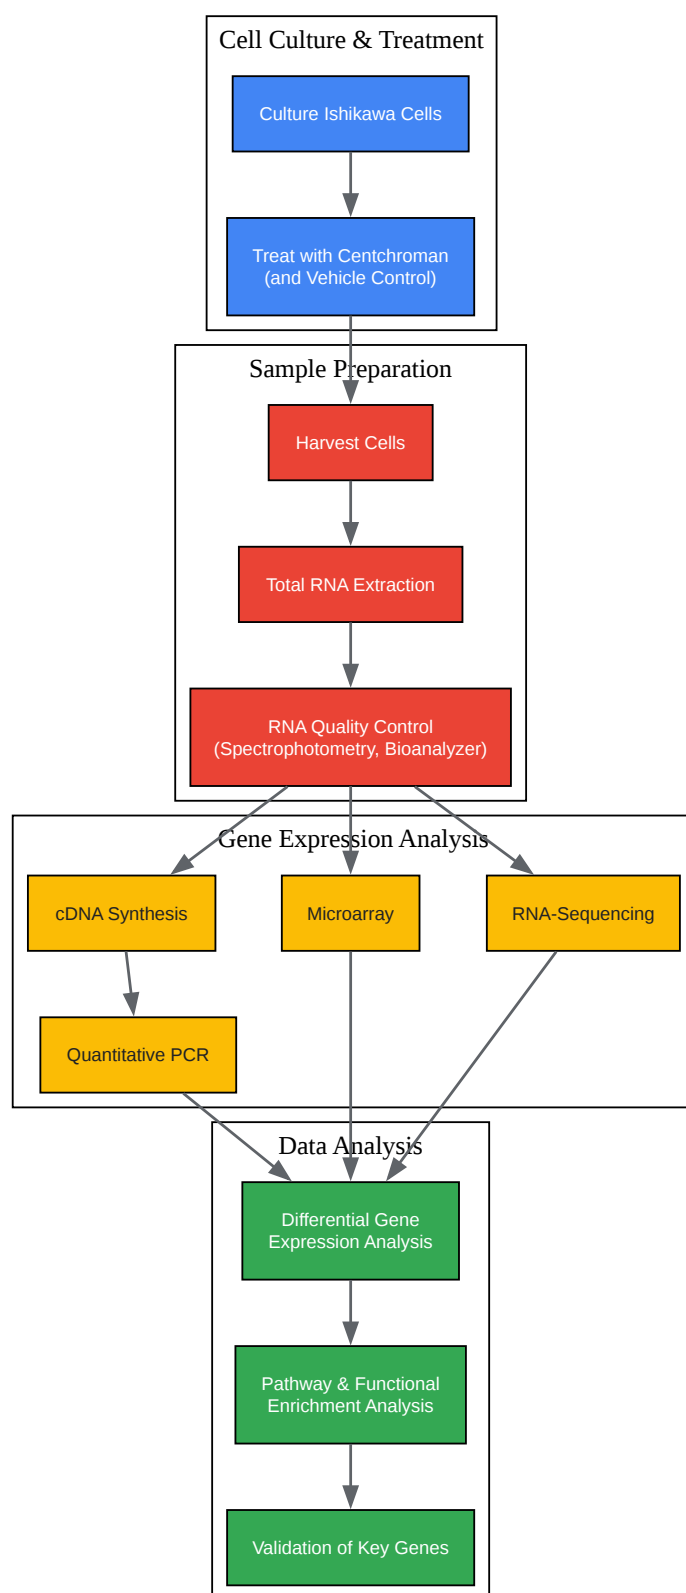 Cell Culture & Treatment
Culture Ishikawa Cells
Treat with Centchroman
(and Vehicle Control)
Sample Preparation
Harvest Cells
Total RNA Extraction
RNA Quality Control
(Spectrophotometry, Bioanalyzer)
Gene Expression Analysis
cDNA Synthesis
Microarray
RNA-Sequencing
Quantitative PCR
Data Analysis
Differential Gene
Expression Analysis
Pathway & Functional
Enrichment Analysis
Validation of Key Genes